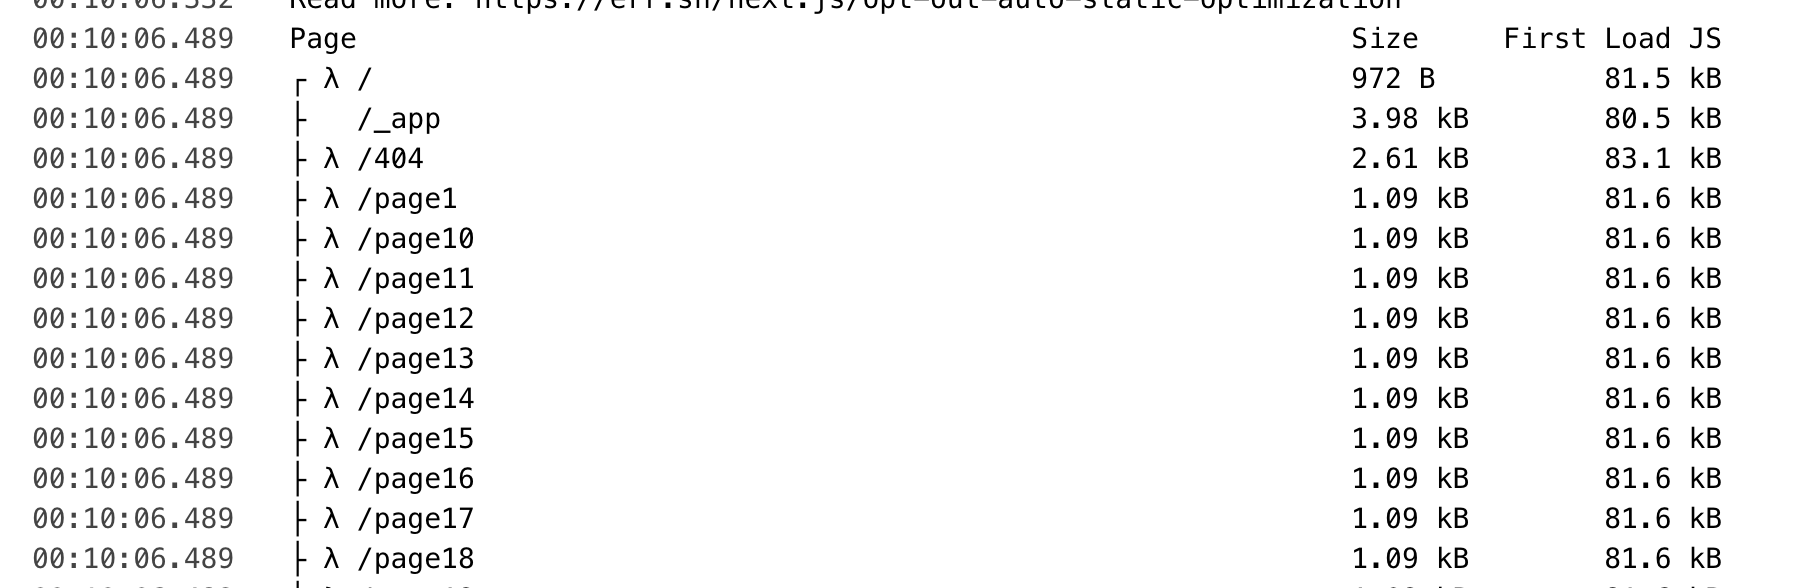 00:10:06.332 Read more: https://err.sh/next.js/opt-out-auto-static-optimization
00:10:06.489 Page Size First Load JS
00:10:06.489 ┌ λ / 972 B 81.5 kB
00:10:06.489 ├ /_app 3.98 kB 80.5 kB
00:10:06.489 ├ λ /404 2.61 kB 83.1 kB
00:10:06.489 ├ λ /page1 1.09 kB 81.6 kB
00:10:06.489 ├ λ /page10 1.09 kB 81.6 kB
00:10:06.489 ├ λ /page11 1.09 kB 81.6 kB
00:10:06.489 ├ λ /page12 1.09 kB 81.6 kB
00:10:06.489 ├ λ /page13 1.09 kB 81.6 kB
00:10:06.489 ├ λ /page14 1.09 kB 81.6 kB
00:10:06.489 ├ λ /page15 1.09 kB 81.6 kB
00:10:06.489 ├ λ /page16 1.09 kB 81.6 kB
00:10:06.489 ├ λ /page17 1.09 kB 81.6 kB
00:10:06.489 ├ λ /page18 1.09 kB 81.6 kB